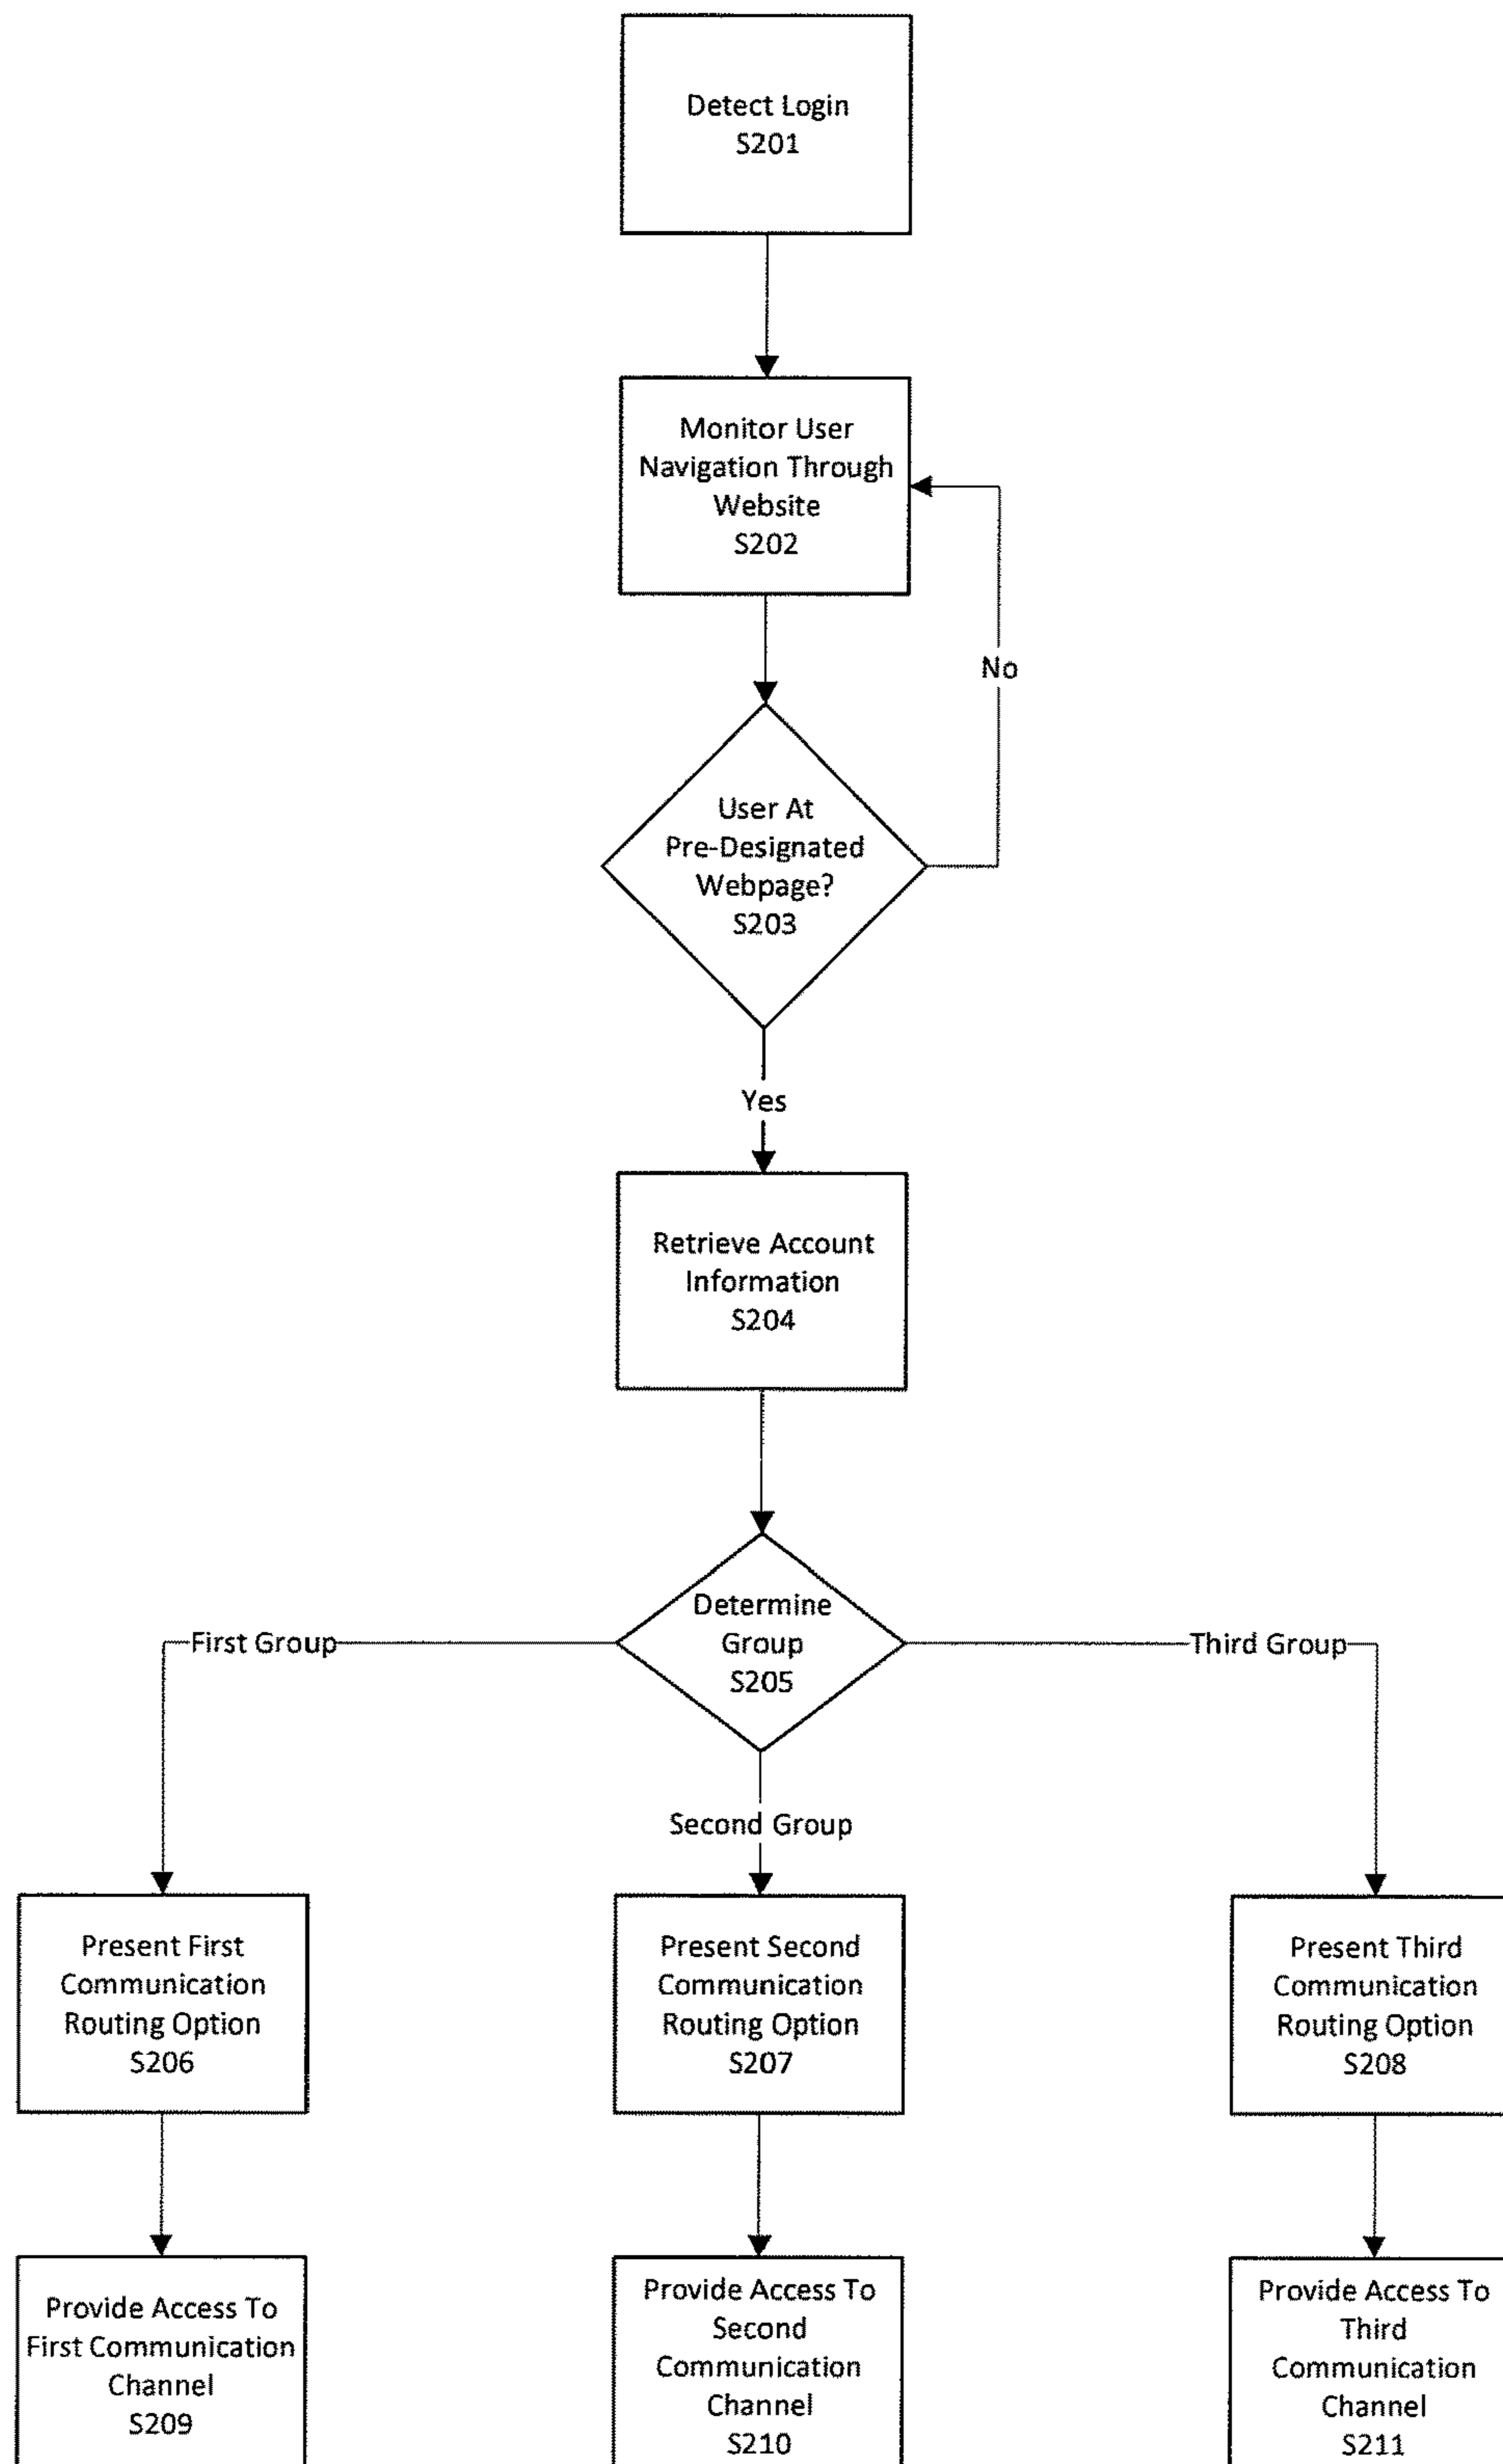 Detect Login
S201
Monitor User
Navigation Through
Website
S202
No
User At
Pre-Designated
Webpage?
S203
Yes
Retrieve Account
Information
S204
Determine
Group
S205
First Group
Third Group
Second Group
Present First
Communication
Routing Option
S206
Present Second
Communication
Routing Option
S207
Present Third
Communication
Routing Option
S208
Provide Access To
First Communication
Channel
S209
Provide Access To
Second
Communication
Channel
S210
Provide Access To
Third
Communication
Channel
S211